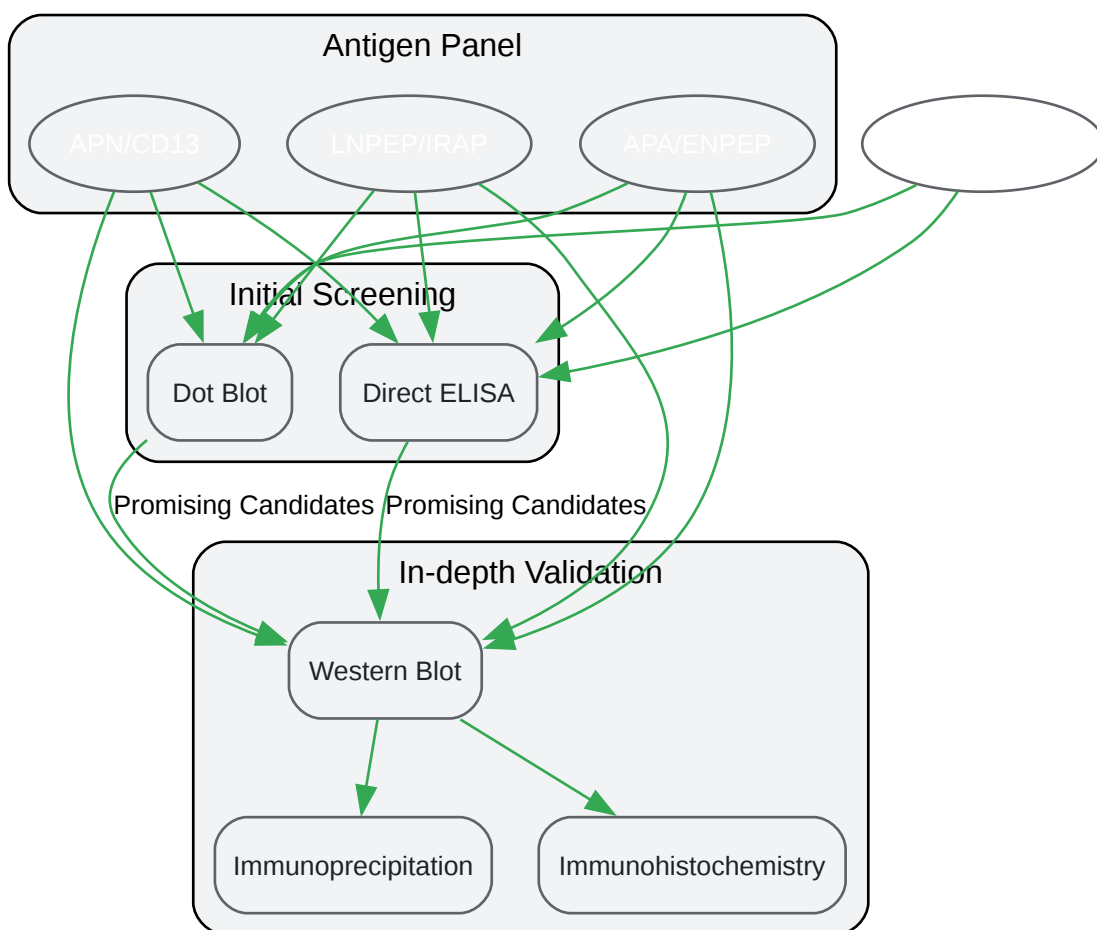 Antigen Panel
APN/CD13
LNPEP/IRAP
APA/ENPEP
Initial Screening
Dot Blot
Direct ELISA
Promising Candidates
Promising Candidates
In-depth Validation
Western Blot
Immunoprecipitation
Immunohistochemistry